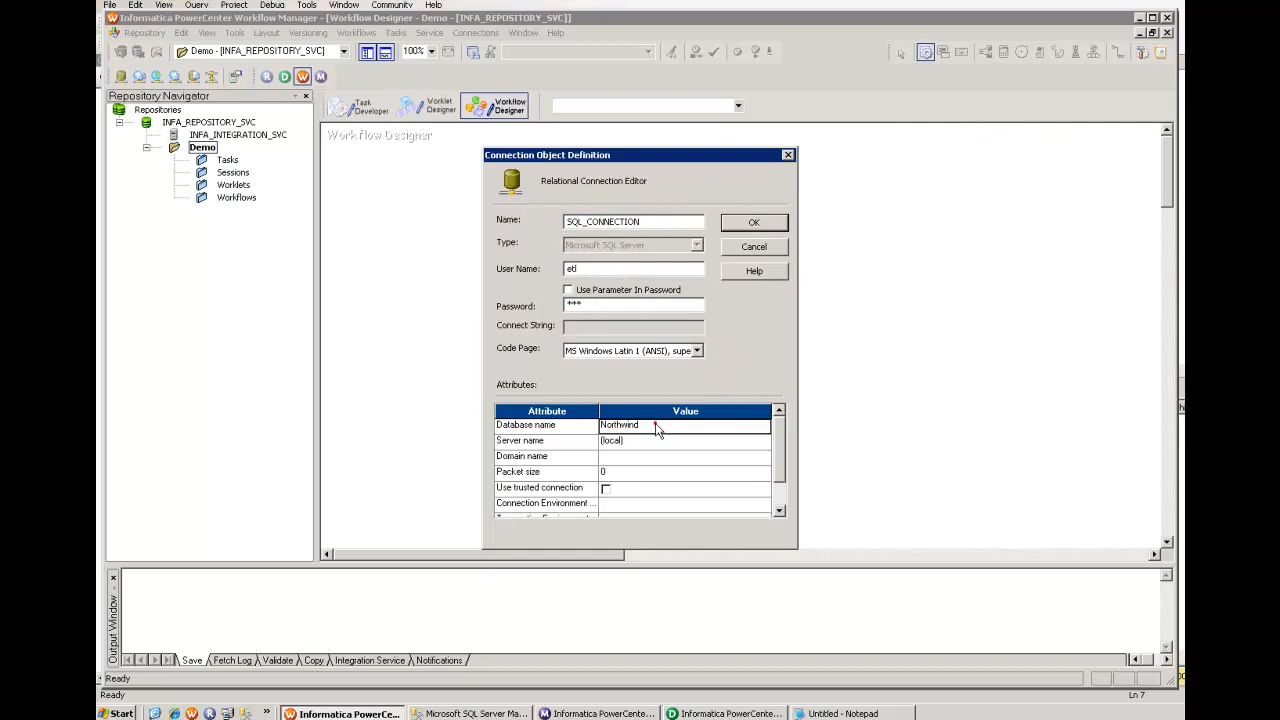 File Edit View Query Project Debug Tools Window Community Help
Informatica PowerCenter Workflow Manager - [Workflow Designer - Demo - [INFA_REPOSITORY_SVC]]
Repository Edit View Tools Layout Versioning Workflows Tasks Service Connections Window Help
Demo - [INFA_REPOSITORY_SVC] 100%
R D W M
Repository Navigator
Task Developer
Worklet Designer
Workflow Designer
Repositories
INFA_REPOSITORY_SVC
INFA_INTEGRATION_SVC
Demo
Tasks
Sessions
Worklets
Workflows
Workflow Designer
Connection Object Definition
Relational Connection Editor
Name: SQL_CONNECTION OK
Type: Microsoft SQL Server Cancel
User Name: etl Help
Use Parameter In Password
Password: ***
Connect String:
Code Page: MS Windows Latin 1 (ANSI), supe
Attributes:
Attribute Value
Database name Northwind
Server name (local)
Domain name
Packet size 0
Use trusted connection
Connection Environment ...
Output Window
Save Fetch Log Validate Copy Integration Service Notifications
Ready
Ready Ln 7
Start » Informatica PowerCe... Microsoft SQL Server Ma... Informatica PowerCente... Informatica PowerCente... Untitled - Notepad